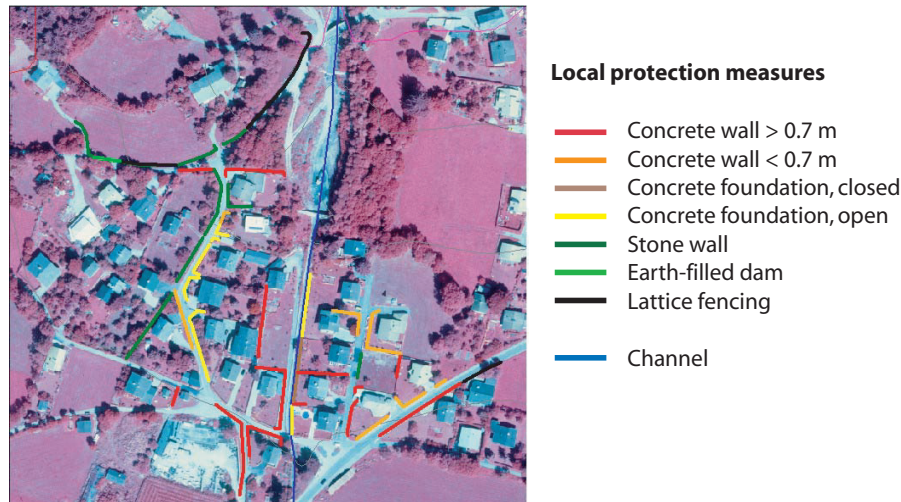 Local protection measures
Concrete wall > 0.7 m
Concrete wall < 0.7 m
Concrete foundation, closed
Concrete foundation, open
Stone wall
Earth-filled dam
Lattice fencing
Channel